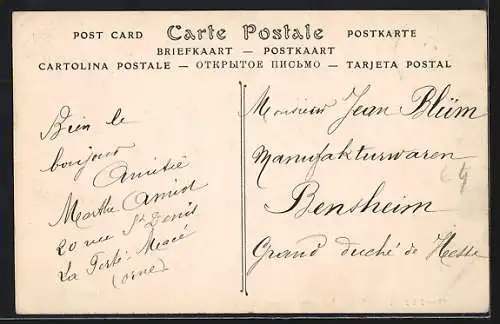 POST CARD Carte Postale POSTKARTE
BRIEFKAART — POSTKAART
CARTOLINA POSTALE — ОТКРЫТОЕ ПИСЬМО — TARJETA POSTAL
Bien le
bonjour
Amitié
Marthe Amiot
20 rue St Denis
La Ferté-Macé
(orne)
Monsieur Jean Blüm
Manufakturwaren
Bensheim
Grand duché de Hesse